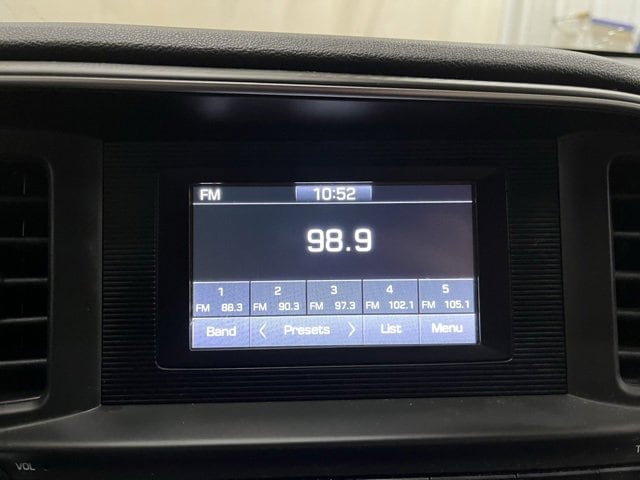 FM 10:52
98.9
1 2 3 4 5
FM 88.3 FM 90.3 FM 97.3 FM 102.1 FM 105.1
Band < Presets > List Menu
VOL